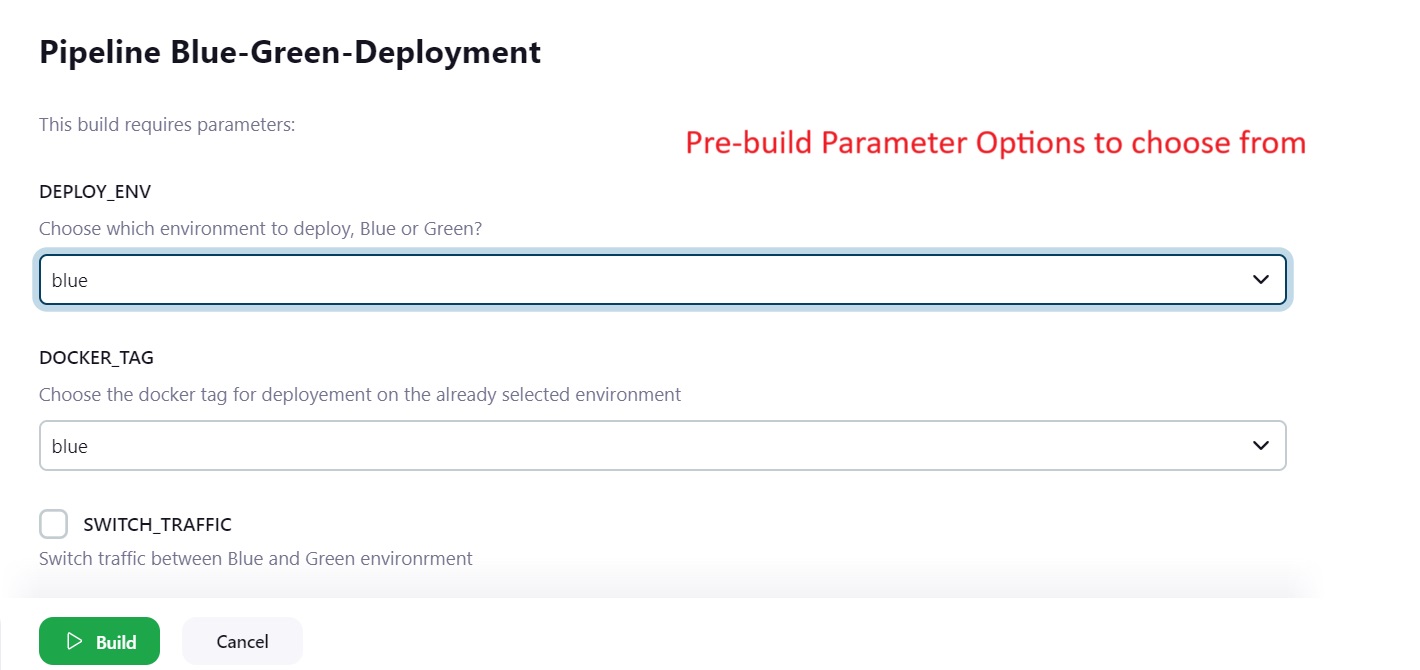 Pipeline Blue-Green-Deployment
This build requires parameters:
Pre-build Parameter Options to choose from
DEPLOY_ENV
Choose which environment to deploy, Blue or Green?
blue
DOCKER_TAG
Choose the docker tag for deployement on the already selected environment
blue
SWITCH_TRAFFIC
Switch traffic between Blue and Green environrment
Build
Cancel